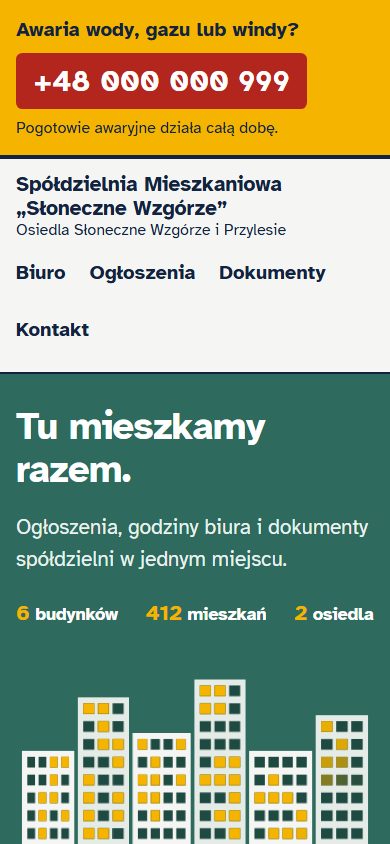 Awaria wody, gazu lub windy?
+48 000 000 999
Pogotowie awaryjne działa całą dobę.
Spółdzielnia Mieszkaniowa
„Słoneczne Wzgórze”
Osiedla Słoneczne Wzgórze i Przylesie
Biuro Ogłoszenia Dokumenty
Kontakt
Tu mieszkamy
razem.
Ogłoszenia, godziny biura i dokumenty
spółdzielni w jednym miejscu.
6 budynków 412 mieszkań 2 osiedla